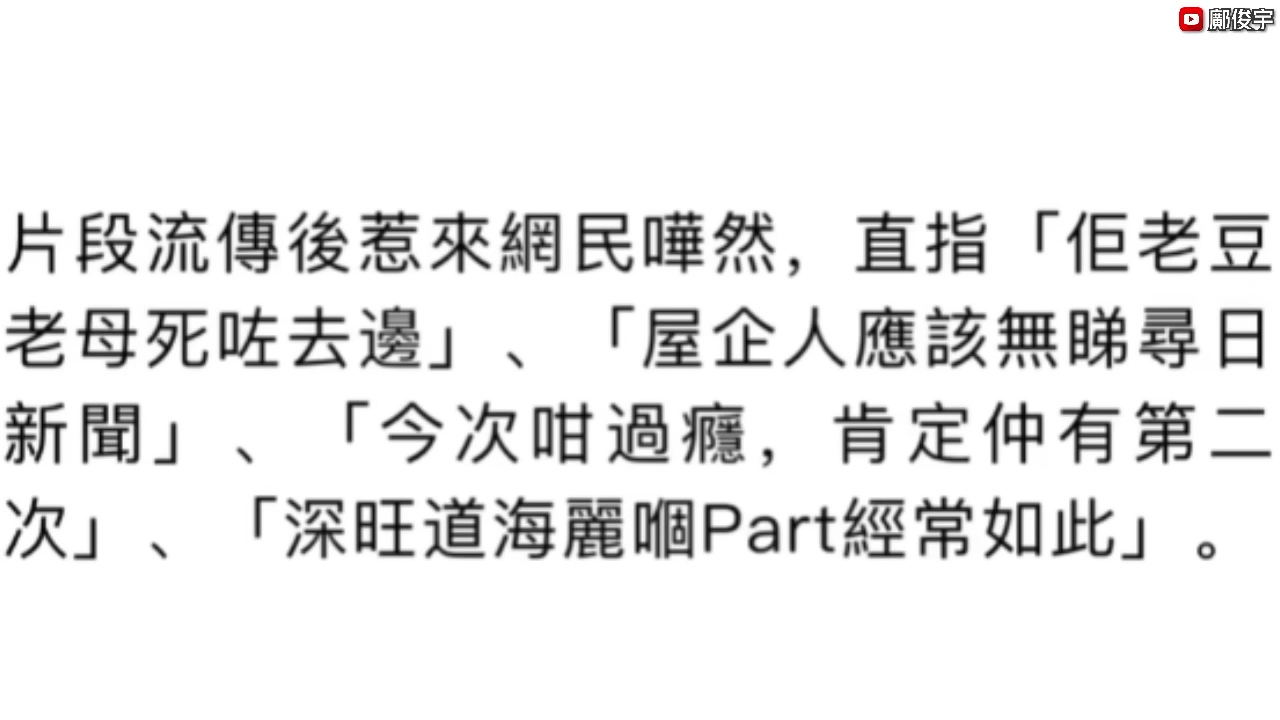 鄺俊宇
片段流傳後惹來網民嘩然，直指「佢老豆
老母死咗去邊」、「屋企人應該無睇尋日
新聞」、「今次咁過癮，肯定仲有第二
次」、「深旺道海麗嗰Part經常如此」。